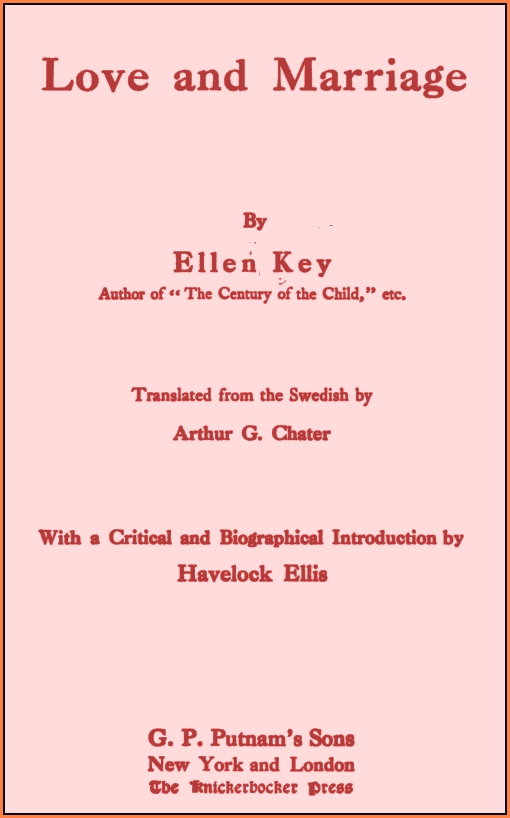 Love and Marriage
By
Ellen Key
Author of “The Century of the Child,” etc.
Translated from the Swedish by
Arthur G. Chater
With a Critical and Biographical Introduction by
Havelock Ellis
G. P. Putnam's Sons
New York and London
The Knickerbocker Press